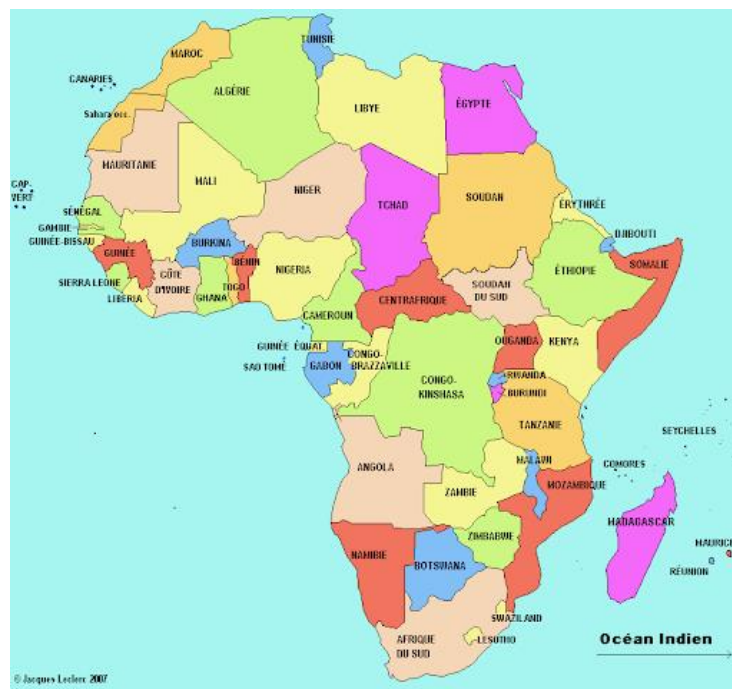 TUNISIE
MAROC
CANARIES
ALGÉRIE
LIBYE
ÉGYPTE
Sahara occ.
MAURITANIE
MALI
NIGER
TCHAD
SOUDAN
CAP-
VERT
ÉRYTHRÉE
SÉNÉGAL
GAMBIE
GUINÉE-BISSAU
DJIBOUTI
BURKINA
GUINÉE
BÉNIN
NIGERIA
SOMALIE
ÉTHIOPIE
CÔTE
D'IVOIRE
SIERRA LEONE
LIBERIA
GHANA
TOGO
CENTRAFRIQUE
SOUDAN
DU SUD
CAMEROUN
GUINÉE ÉQUAT.
OUGANDA
KENYA
SAO TOMÉ
GABON
CONGO-
BRAZZAVILLE
RWANDA
CONGO-
KINSHASA
BURUNDI
TANZANIE
SEYCHELLES
MALAWI
ANGOLA
COMORES
ZAMBIE
MOZAMBIQUE
MADAGASCAR
ZIMBABWE
MAURICE
NAMIBIE
BOTSWANA
RÉUNION
SWAZILAND
AFRIQUE
DU SUD
LESOTHO
Océan Indien
© Jacques Leclerc 2007